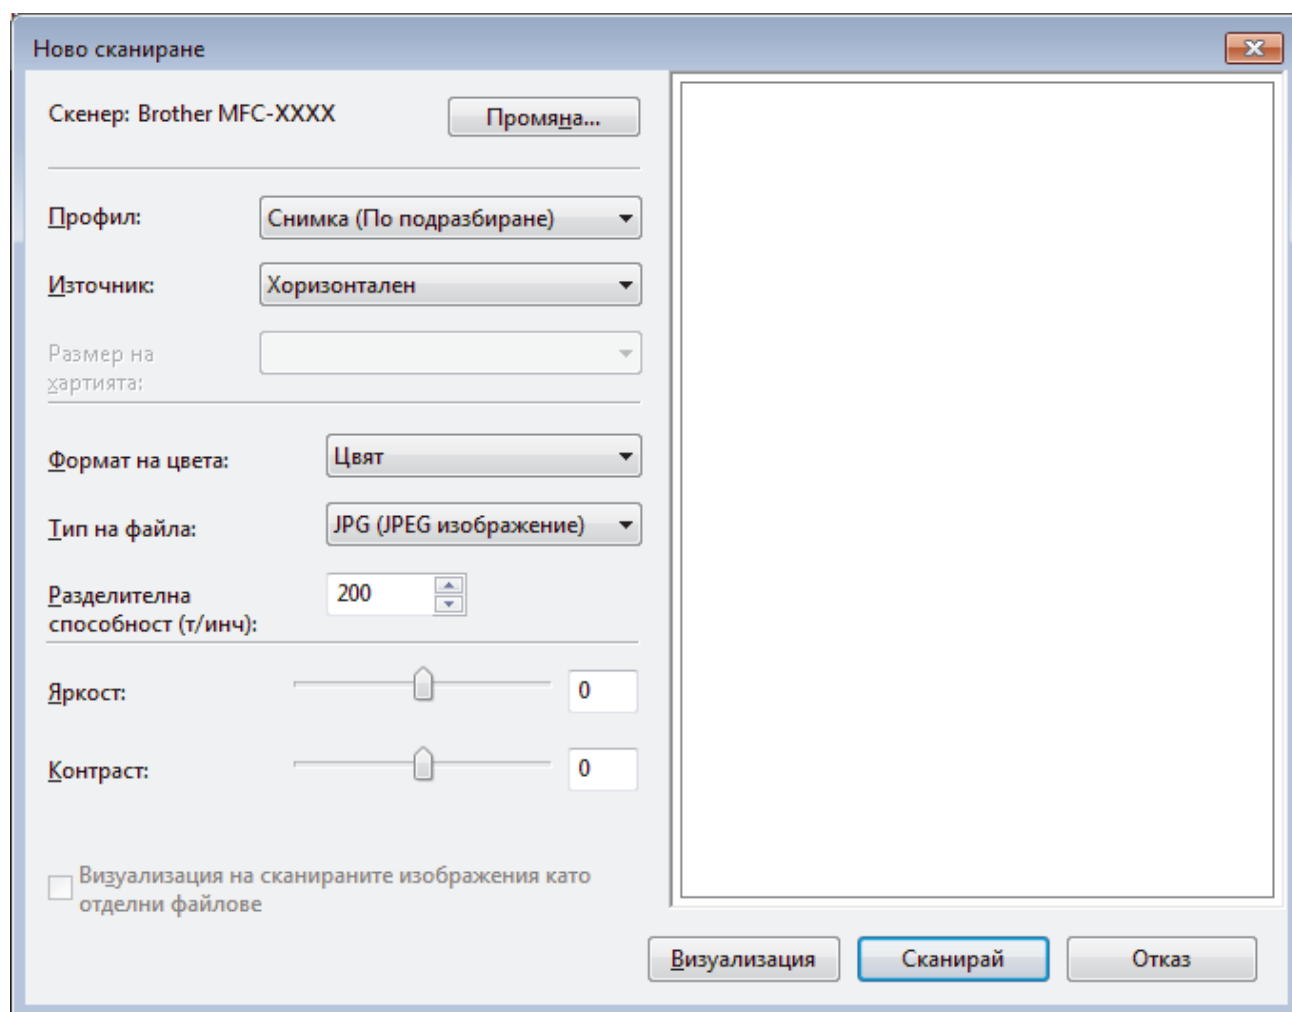 Ново сканиране
Скенер: Brother MFC-XXXX
Промяна...
Профил:
Снимка (По подразбиране)
Източник:
Хоризонтален
Размер на
хартията:
Формат на цвета:
Цвят
Тип на файла:
JPG (JPEG изображение)
Разделителна
способност (т/инч):
200
Яркост:
0
Контраст:
0
Визуализация на сканираните изображения като
отделни файлове
Визуализация
Сканирай
Отказ